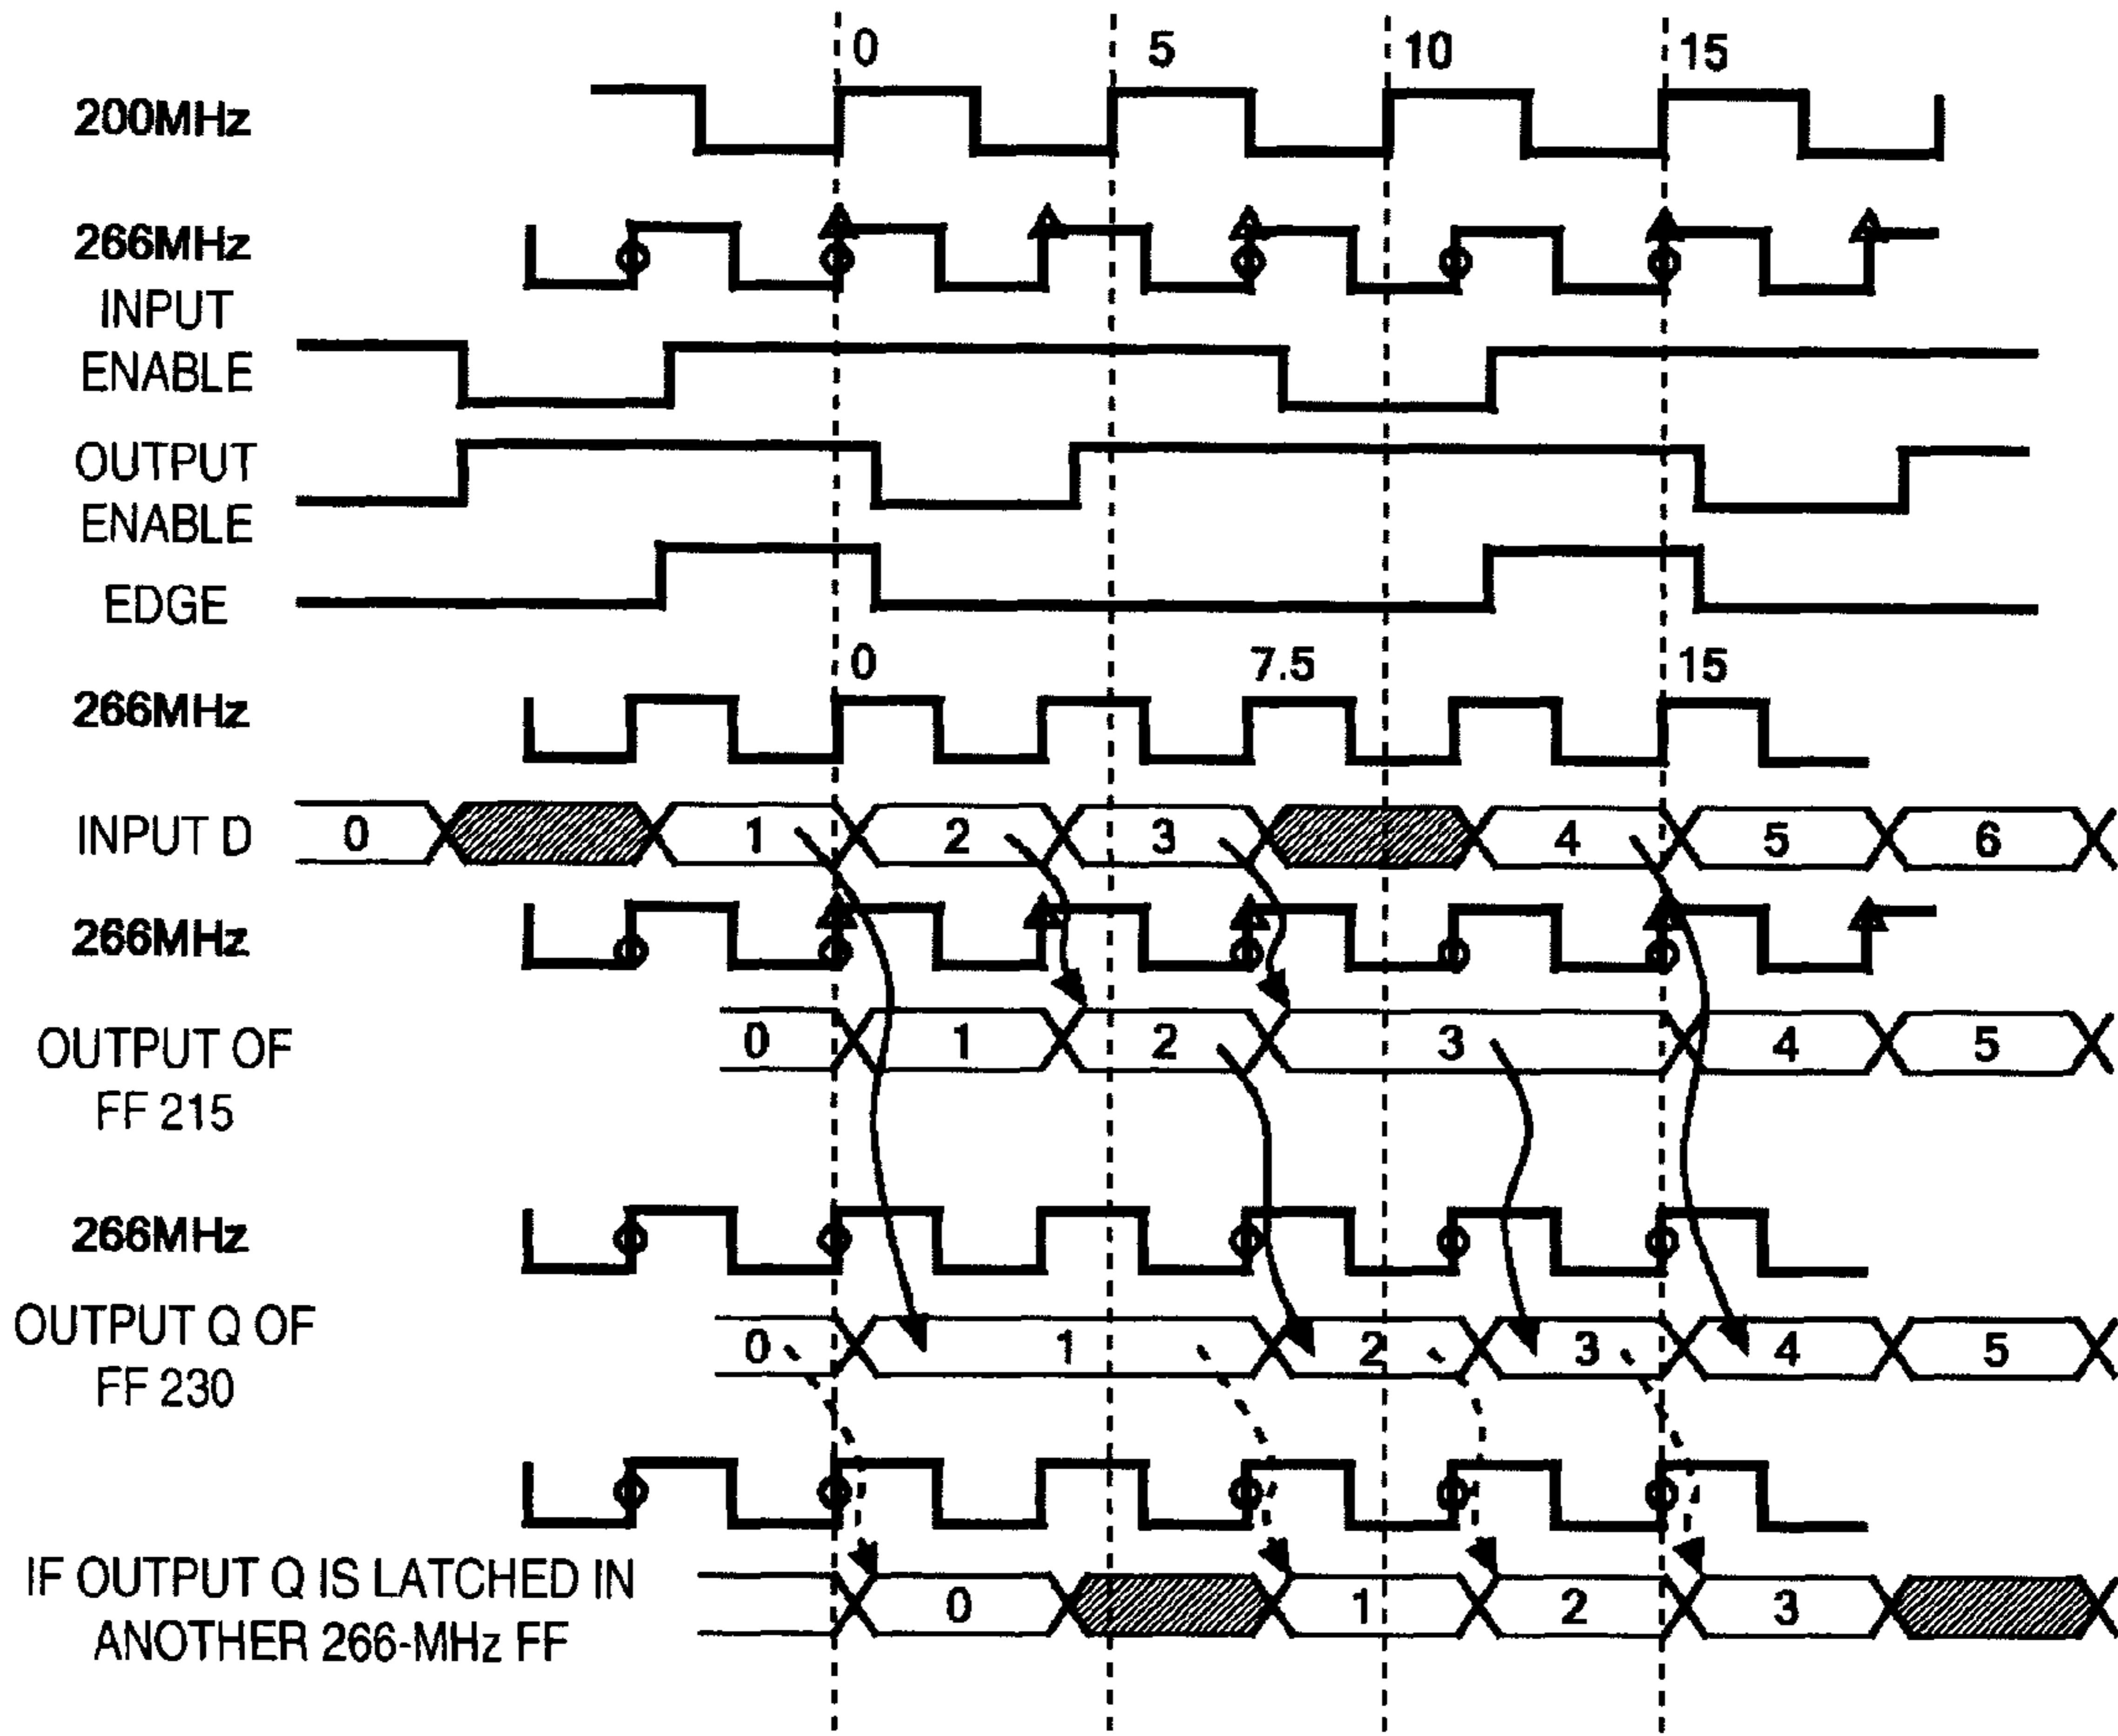 0 5 10 15
200MHz
266MHz
INPUT
ENABLE
OUTPUT
ENABLE
EDGE
0 7.5 15
266MHz
INPUT D 0 1 2 3 4 5 6
266MHz
OUTPUT OF
FF 215
0 1 2 3 4 5
266MHz
OUTPUT Q OF
FF 230
0 1 2 3 4 5
IF OUTPUT Q IS LATCHED IN
ANOTHER 266-MHz FF
0 1 2 3